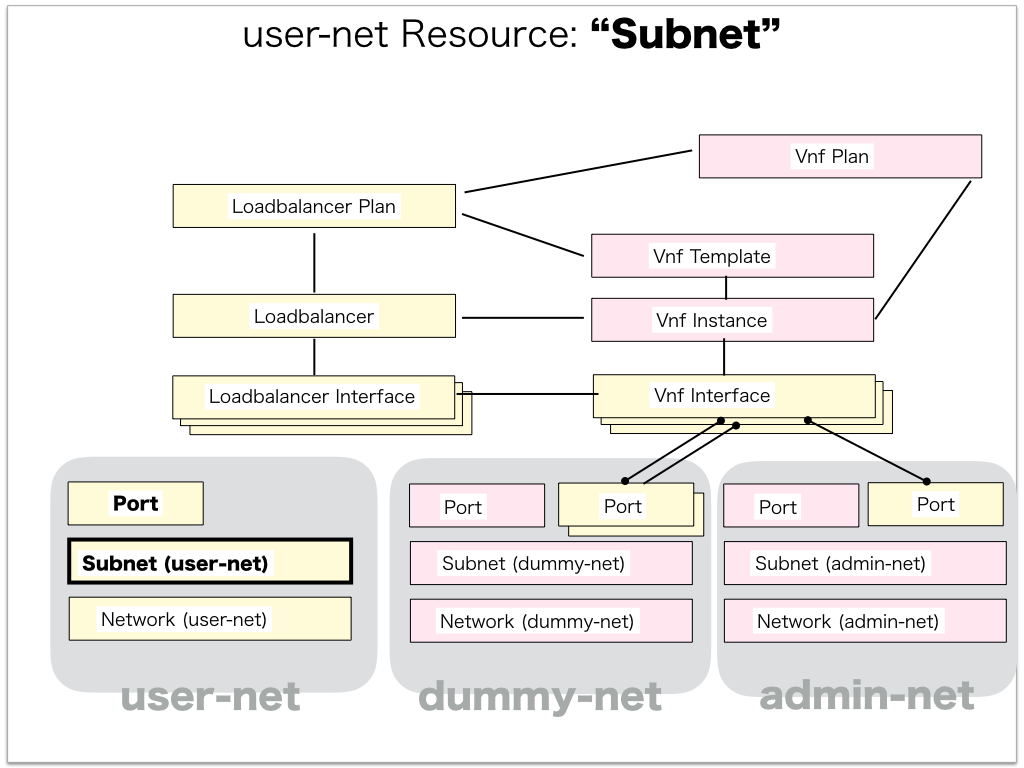 user-net Resource: “Subnet”
Vnf Plan
Loadbalancer Plan
Vnf Template
Loadbalancer
Vnf Instance
Loadbalancer Interface
Vnf Interface
Port
Subnet (user-net)
Network (user-net)
user-net
Port
Port
Subnet (dummy-net)
Network (dummy-net)
dummy-net
Port
Port
Subnet (admin-net)
Network (admin-net)
admin-net